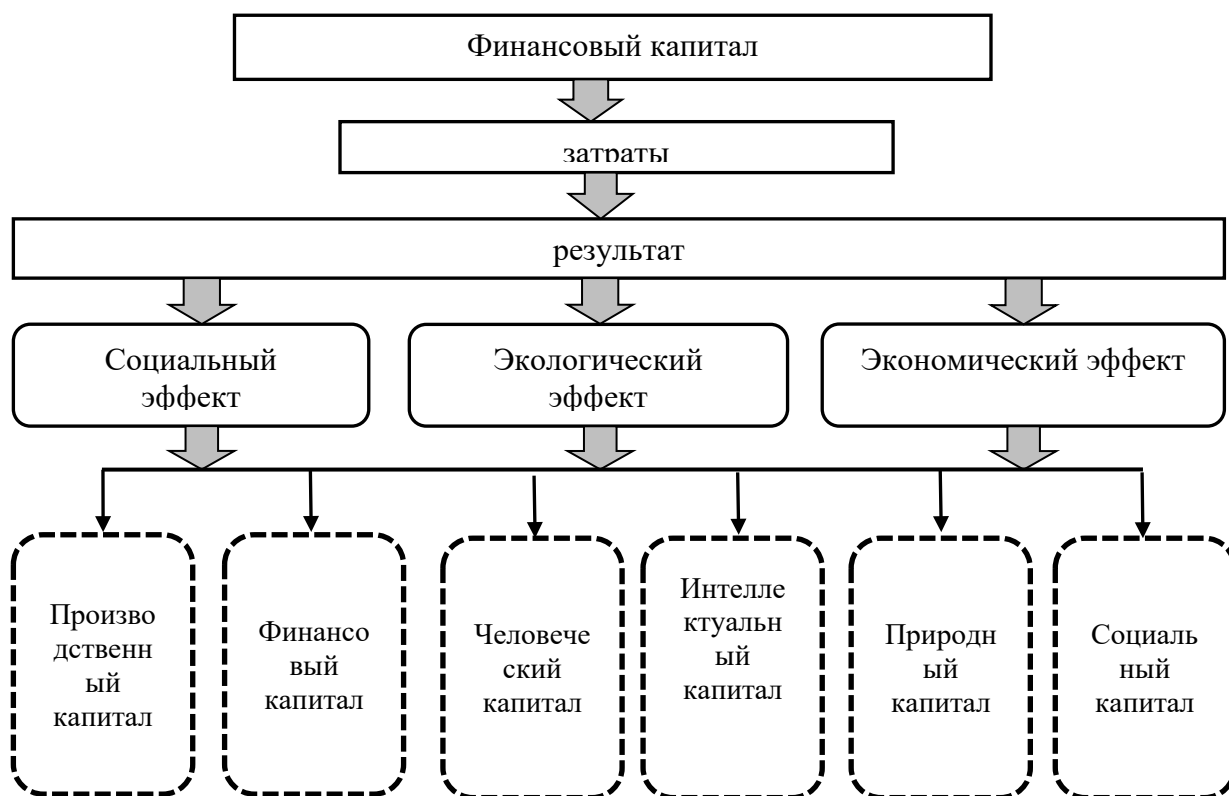 Финансовый капитал
затраты
результат
Социальный
эффект
Экологический
эффект
Экономический эффект
Произво
дственн
ый
капитал
Финансо
вый
капитал
Человече
ский
капитал
Интелле
ктуальн
ый
капитал
Природн
ый
капитал
Социаль
ный
капитал